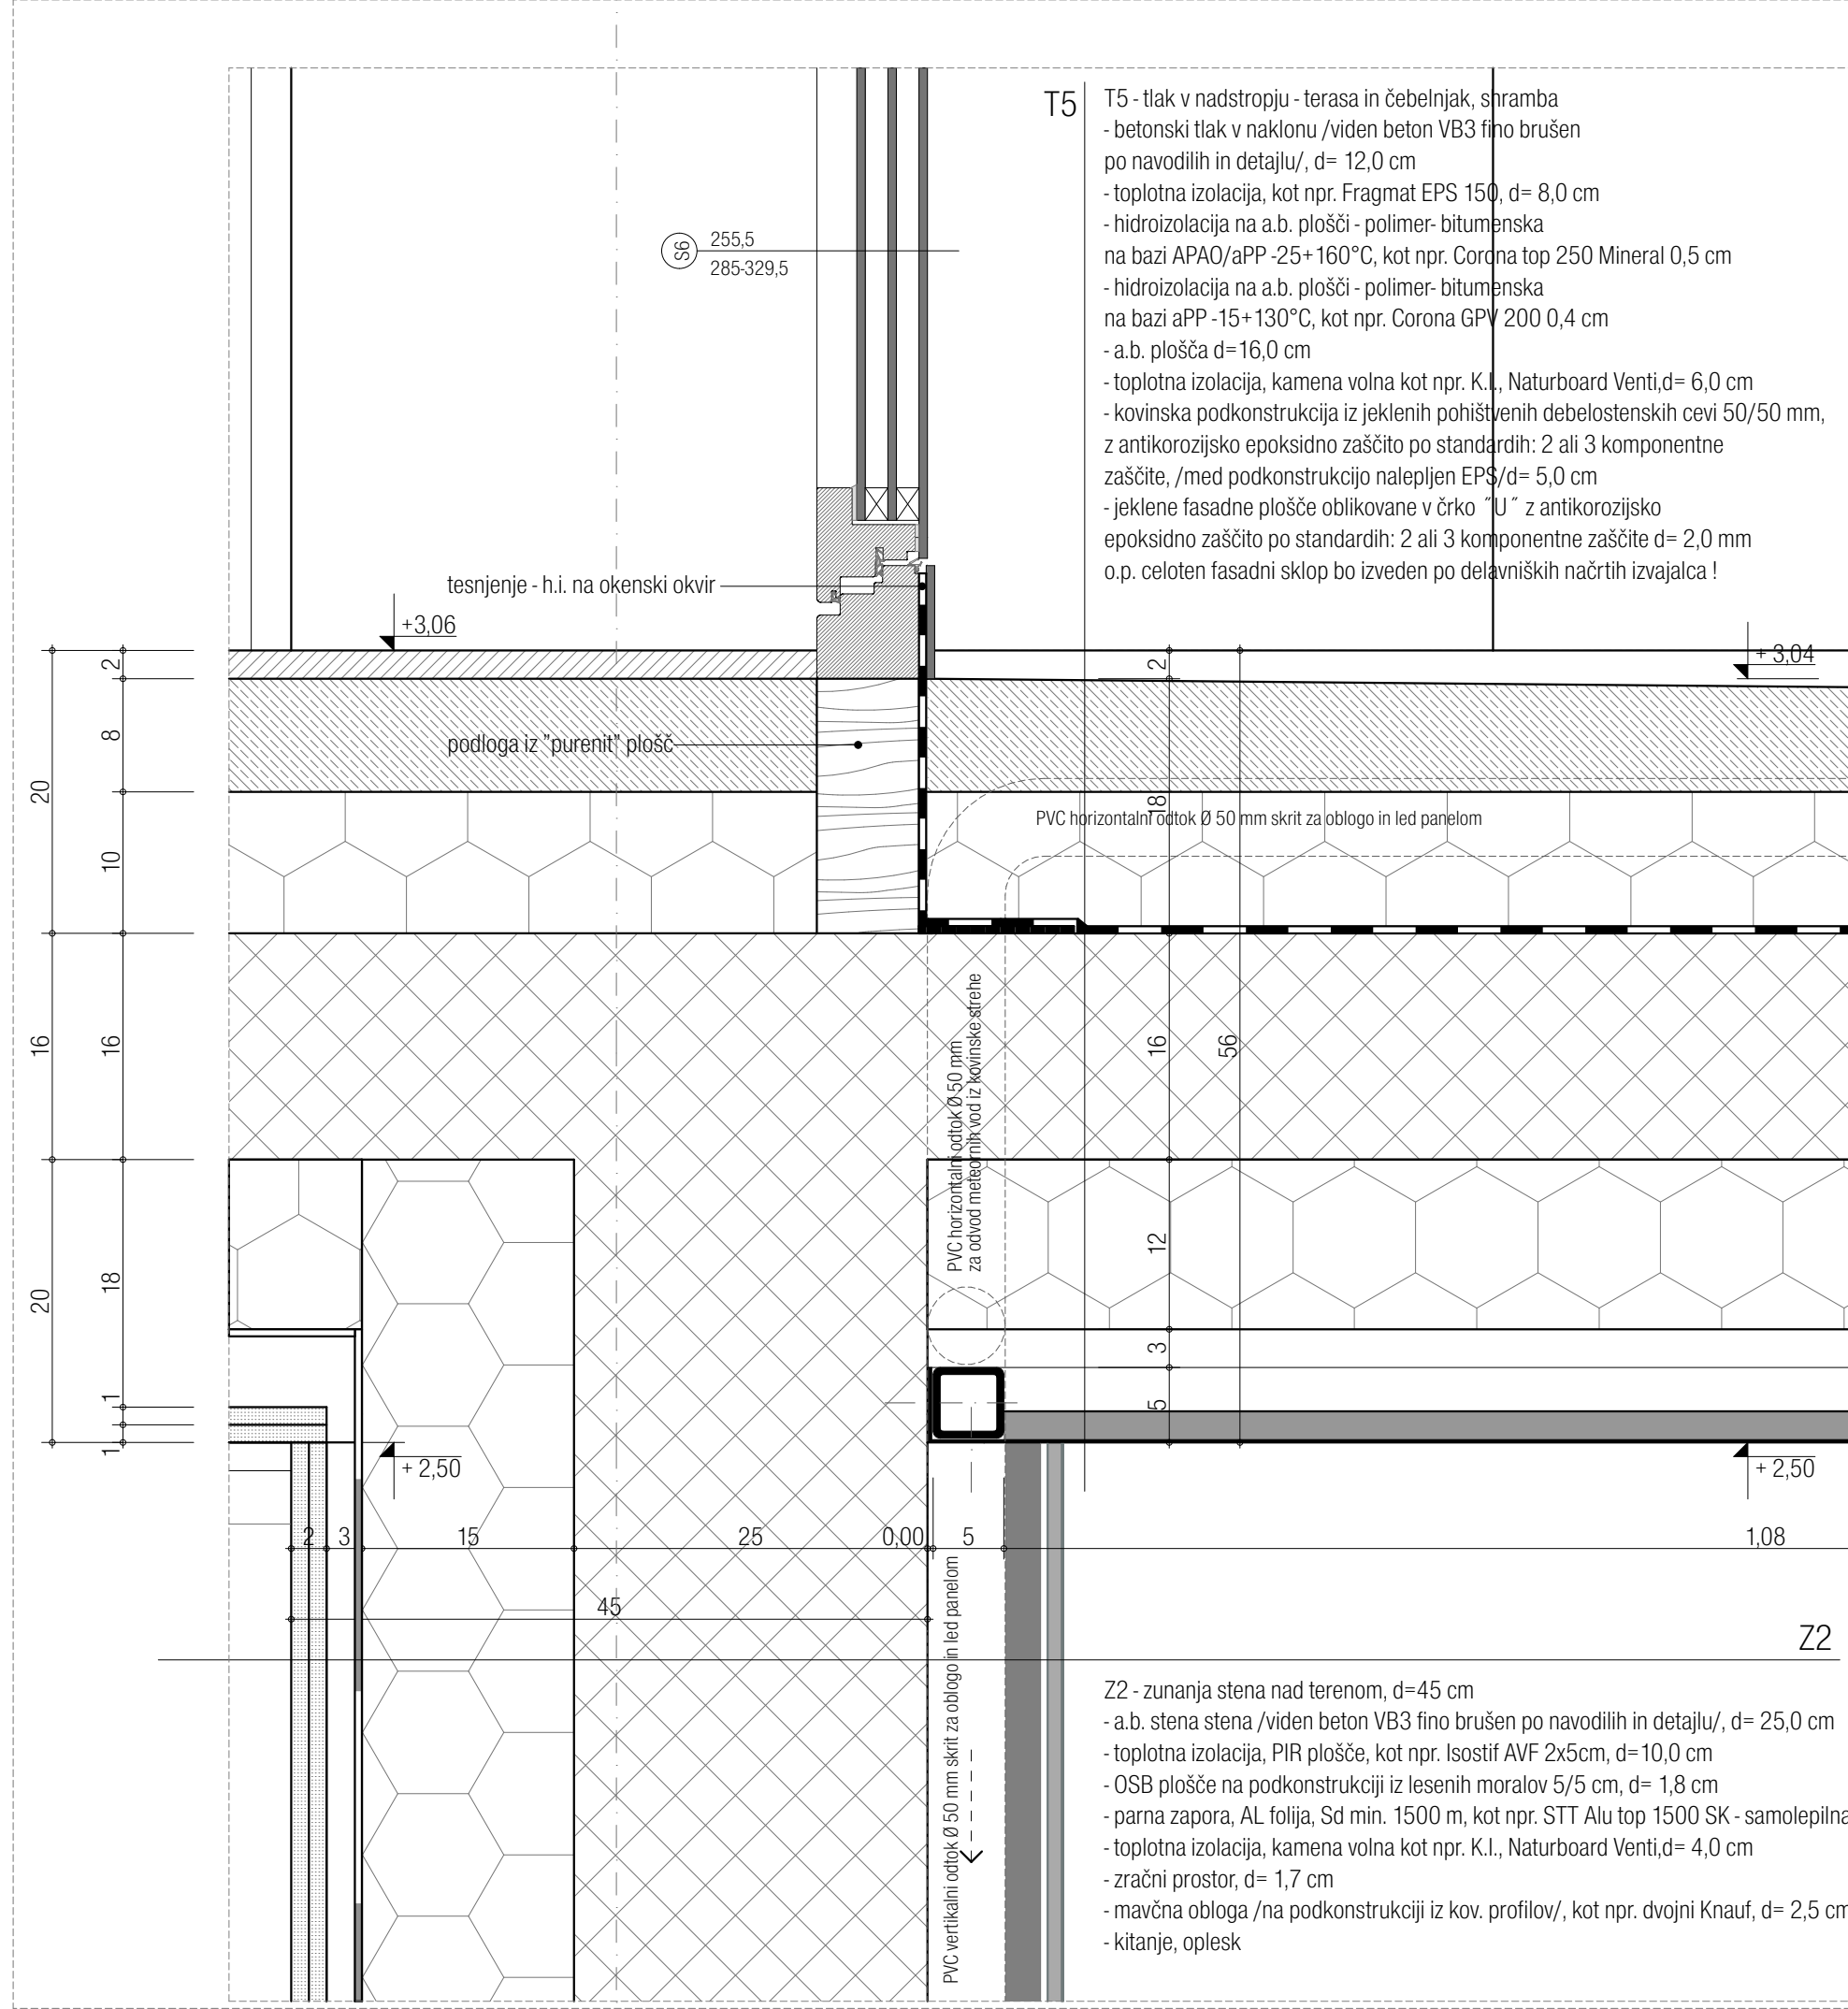 T5
T5 - tlak v nadstropju - terasa in čebelnjak, shramba
- betonski tlak v naklonu /viden beton VB3 fino brušen
po navodilih in detajlu/, d= 12,0 cm
- toplotna izolacija, kot npr. Fragmat EPS 150, d= 8,0 cm
- hidroizolacija na a.b. plošči - polimer- bitumenska
na bazi APAO/aPP -25+160°C, kot npr. Corona top 250 Mineral 0,5 cm
- hidroizolacija na a.b. plošči - polimer- bitumenska
na bazi aPP -15+130°C, kot npr. Corona GPV 200 0,4 cm
- a.b. plošča d=16,0 cm
- toplotna izolacija, kamena volna kot npr. K.I., Naturboard Venti,d= 6,0 cm
- kovinska podkonstrukcija iz jeklenih pohištvenih debelostenskih cevi 50/50 mm,
z antikorozijsko epoksidno zaščito po standardih: 2 ali 3 komponentne
zaščite, /med podkonstrukcijo nalepljen EPS/d= 5,0 cm
- jeklene fasadne plošče oblikovane v črko ˝U˝ z antikorozijsko
epoksidno zaščito po standardih: 2 ali 3 komponentne zaščite d= 2,0 mm
o.p. celoten fasadni sklop bo izveden po delavniških načrtih izvajalca !
S6
255,5
285-329,5
tesnjenje - h.i. na okenski okvir
+3,06
+ 3,04
2
8
10
20
16
16
18
20
1
1
podloga iz "purenit" plošč
2
18
16
56
12
3
5
PVC horizontalni odtok Ø 50 mm skrit za oblogo in led panelom
PVC horizontalni odtok Ø 50 mm
za odvod meteornih vod iz kovinske strehe
+ 2,50
+ 2,50
2
3
15
25
0,00
5
1,08
45
PVC vertikalni odtok Ø 50 mm skrit za oblogo in led panelom
Z2
Z2 - zunanja stena nad terenom, d=45 cm
- a.b. stena stena /viden beton VB3 fino brušen po navodilih in detajlu/, d= 25,0 cm
- toplotna izolacija, PIR plošče, kot npr. Isostif AVF 2x5cm, d=10,0 cm
- OSB plošče na podkonstrukciji iz lesenih moralov 5/5 cm, d= 1,8 cm
- parna zapora, AL folija, Sd min. 1500 m, kot npr. STT Alu top 1500 SK - samolepilna
- toplotna izolacija, kamena volna kot npr. K.I., Naturboard Venti,d= 4,0 cm
- zračni prostor, d= 1,7 cm
- mavčna obloga /na podkonstrukciji iz kov. profilov/, kot npr. dvojni Knauf, d= 2,5 cm
- kitanje, oplesk